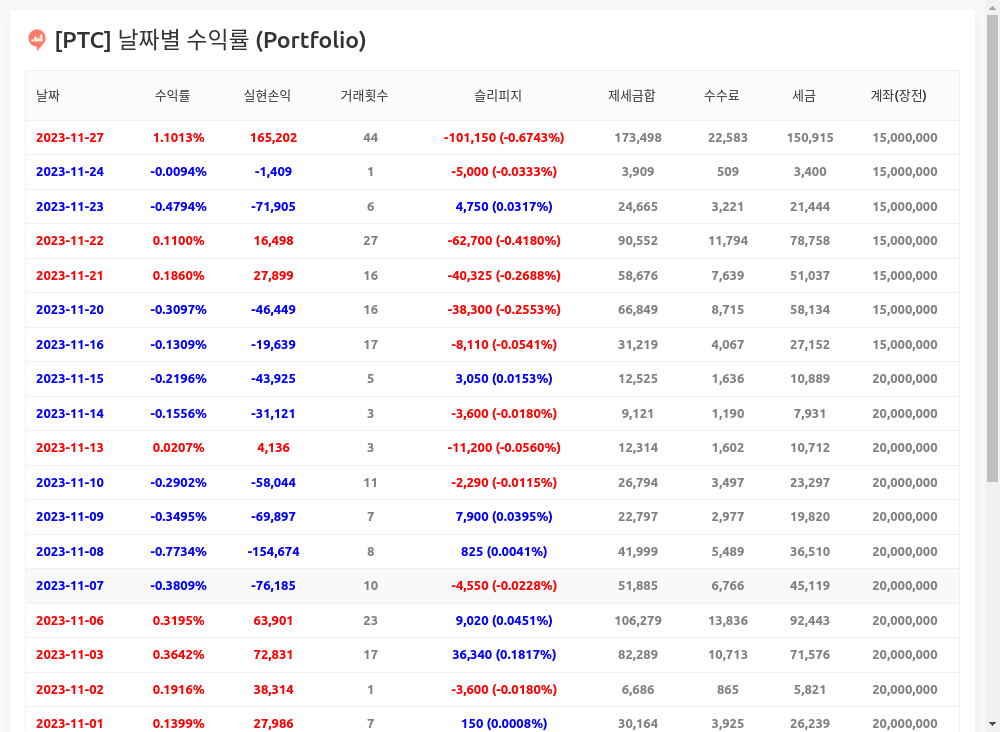 [PTC] 날짜별 수익률 (Portfolio)
날짜 수익률 실현손익 거래횟수 슬리피지 제세금합 수수료 세금 계좌(장전)
2023-11-27 1.1013% 165,202 44 -101,150 (-0.6743%) 173,498 22,583 150,915 15,000,000
2023-11-24 -0.0094% -1,409 1 -5,000 (-0.0333%) 3,909 509 3,400 15,000,000
2023-11-23 -0.4794% -71,905 6 4,750 (0.0317%) 24,665 3,221 21,444 15,000,000
2023-11-22 0.1100% 16,498 27 -62,700 (-0.4180%) 90,552 11,794 78,758 15,000,000
2023-11-21 0.1860% 27,899 16 -40,325 (-0.2688%) 58,676 7,639 51,037 15,000,000
2023-11-20 -0.3097% -46,449 16 -38,300 (-0.2553%) 66,849 8,715 58,134 15,000,000
2023-11-16 -0.1309% -19,639 17 -8,110 (-0.0541%) 31,219 4,067 27,152 15,000,000
2023-11-15 -0.2196% -43,925 5 3,050 (0.0153%) 12,525 1,636 10,889 20,000,000
2023-11-14 -0.1556% -31,121 3 -3,600 (-0.0180%) 9,121 1,190 7,931 20,000,000
2023-11-13 0.0207% 4,136 3 -11,200 (-0.0560%) 12,314 1,602 10,712 20,000,000
2023-11-10 -0.2902% -58,044 11 -2,290 (-0.0115%) 26,794 3,497 23,297 20,000,000
2023-11-09 -0.3495% -69,897 7 7,900 (0.0395%) 22,797 2,977 19,820 20,000,000
2023-11-08 -0.7734% -154,674 8 825 (0.0041%) 41,999 5,489 36,510 20,000,000
2023-11-07 -0.3809% -76,185 10 -4,550 (-0.0228%) 51,885 6,766 45,119 20,000,000
2023-11-06 0.3195% 63,901 23 9,020 (0.0451%) 106,279 13,836 92,443 20,000,000
2023-11-03 0.3642% 72,831 17 36,340 (0.1817%) 82,289 10,713 71,576 20,000,000
2023-11-02 0.1916% 38,314 1 -3,600 (-0.0180%) 6,686 865 5,821 20,000,000
2023-11-01 0.1399% 27,986 7 150 (0.0008%) 30,164 3,925 26,239 20,000,000